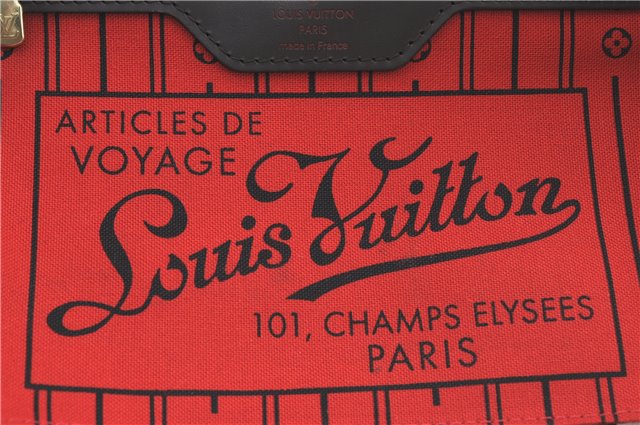 LOUIS VUITTON
PARIS
made in France
ARTICLES DE
VOYAGE
Louis Vuitton
101, CHAMPS ELYSEES
PARIS